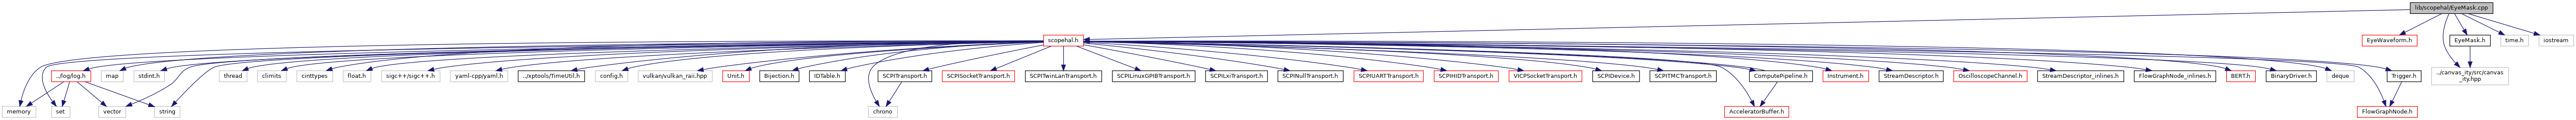 lib/scopehal/EyeMask.cpp
scopehal.h
EyeWaveform.h
EyeMask.h
time.h
iostream
../log/log.h
map
stdint.h
thread
climits
cinttypes
float.h
sigc++/sigc++.h
yaml-cpp/yaml.h
../xptools/TimeUtil.h
config.h
vulkan/vulkan_raii.hpp
Unit.h
Bijection.h
IDTable.h
SCPITransport.h
SCPISocketTransport.h
SCPITwinLanTransport.h
SCPILinuxGPIBTransport.h
SCPILxiTransport.h
SCPINullTransport.h
SCPIUARTTransport.h
SCPIHIDTransport.h
VICPSocketTransport.h
SCPIDevice.h
SCPITMCTransport.h
ComputePipeline.h
Instrument.h
StreamDescriptor.h
OscilloscopeChannel.h
StreamDescriptor_inlines.h
FlowGraphNode_inlines.h
BERT.h
BinaryDriver.h
deque
Trigger.h
../canvas_ity/src/canvas
_ity.hpp
memory
set
vector
string
chrono
AcceleratorBuffer.h
FlowGraphNode.h